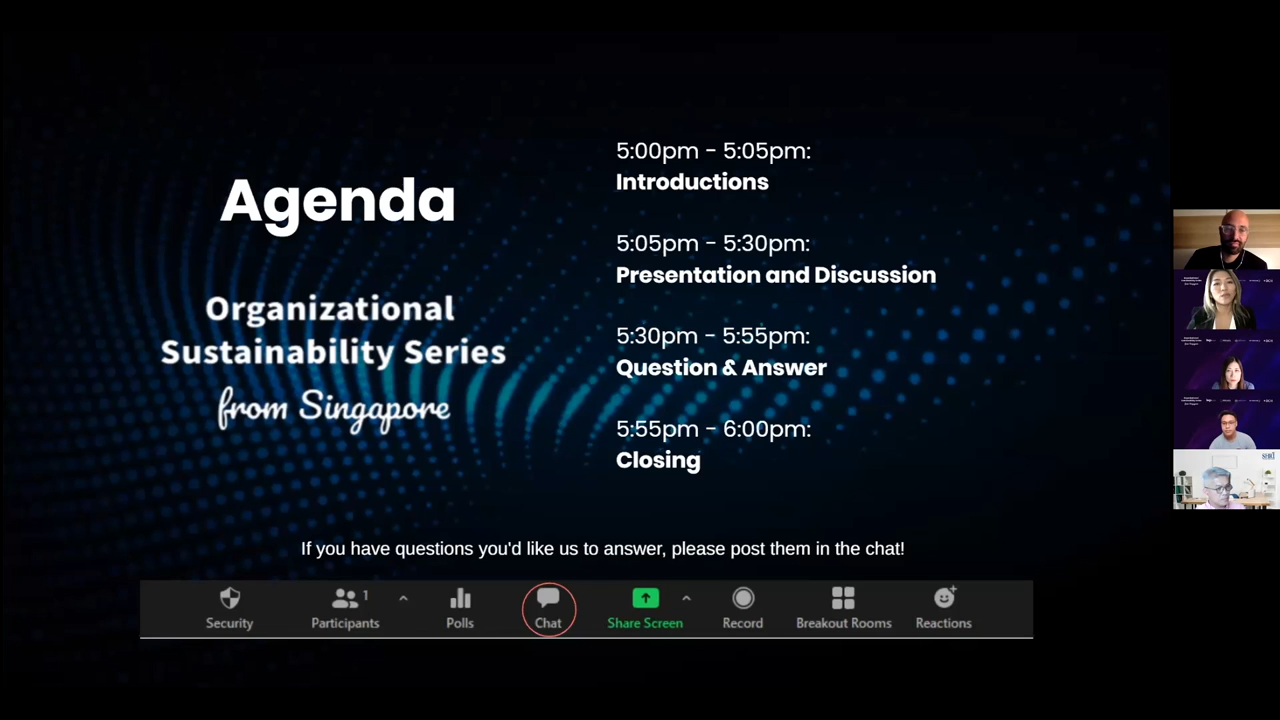 Agenda
Organizational
Sustainability Series
from Singapore
5:00pm - 5:05pm:
Introductions
5:05pm - 5:30pm:
Presentation and Discussion
5:30pm - 5:55pm:
Question & Answer
5:55pm - 6:00pm:
Closing
If you have questions you'd like us to answer, please post them in the chat!
1
Security
Participants
Polls
Chat
Share Screen
Record
Breakout Rooms
Reactions